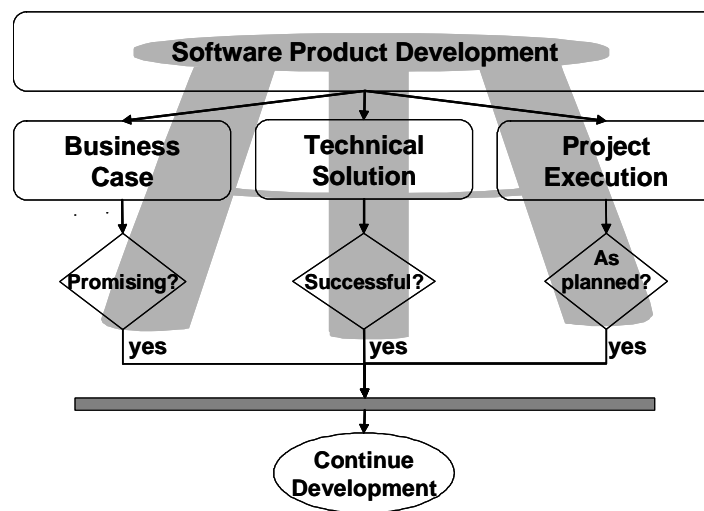 Software Product Development
Business
Case
Technical
Solution
Project
Execution
Promising?
Successful?
As
planned?
yes
yes
yes
Continue
Development